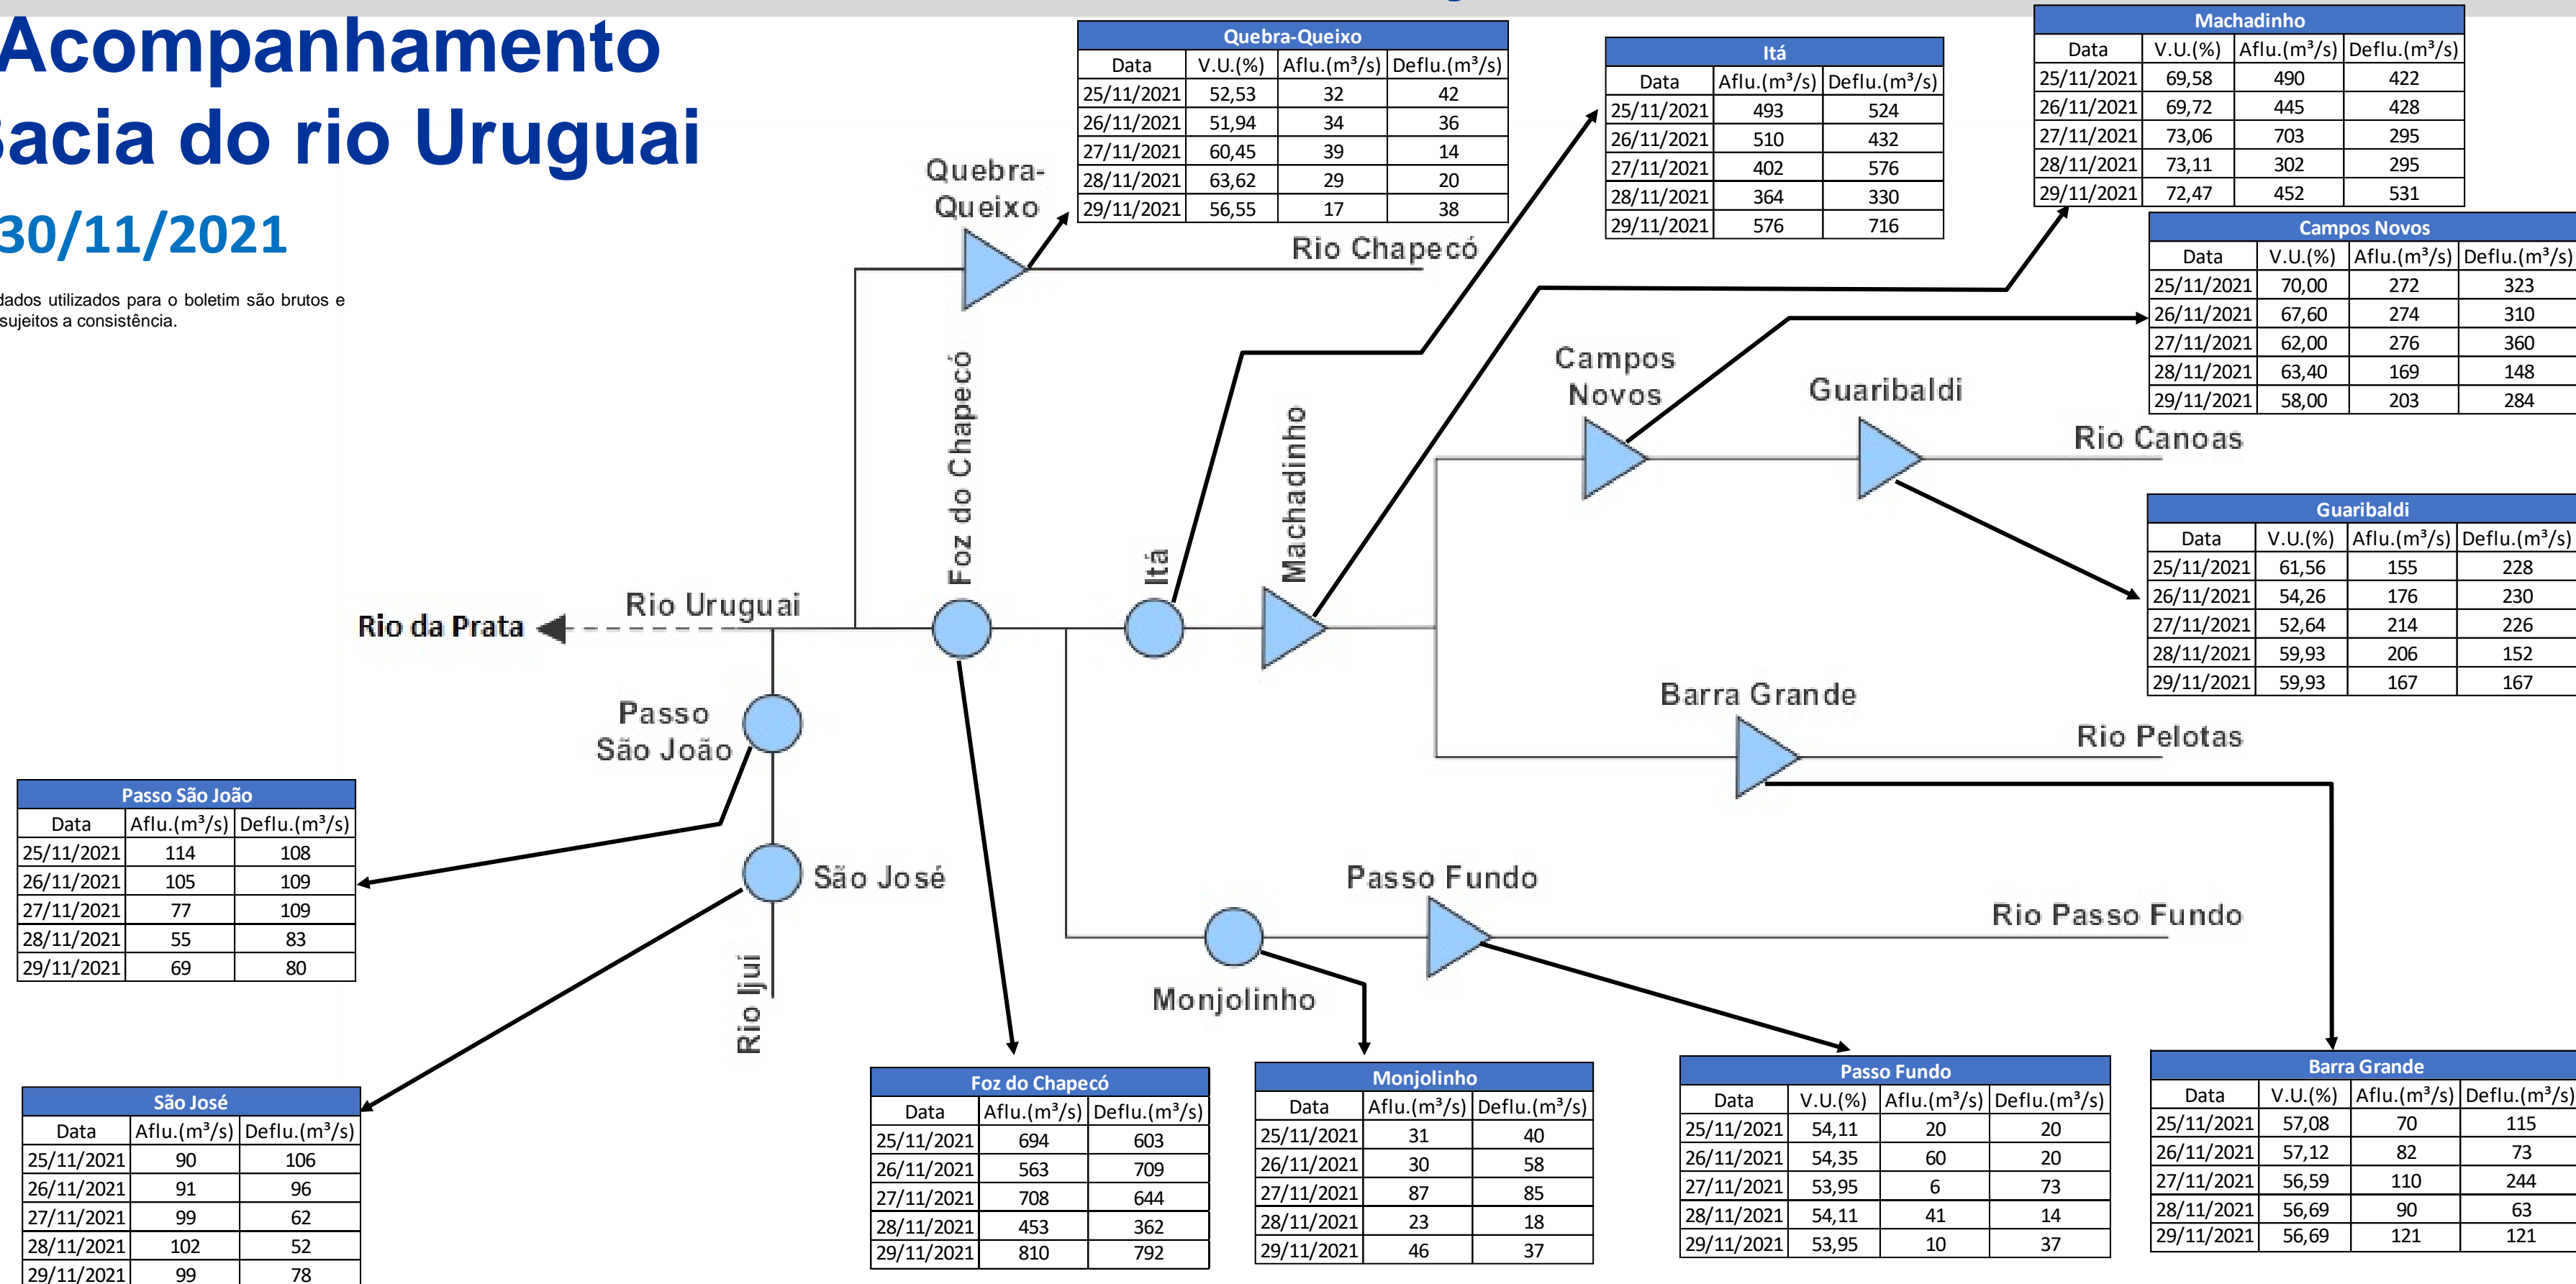 Acompanhamento
Bacia do rio Uruguai
30/11/2021
dados utilizados para o boletim são brutos e
sujeitos a consistência.
Quebra-Queixo
Data V.U.(%) Aflu.(m³/s) Deflu.(m³/s)
25/11/2021 52,53 32 42
26/11/2021 51,94 34 36
27/11/2021 60,45 39 14
28/11/2021 63,62 29 20
29/11/2021 56,55 17 38
Itá
Data Aflu.(m³/s) Deflu.(m³/s)
25/11/2021 493 524
26/11/2021 510 432
27/11/2021 402 576
28/11/2021 364 330
29/11/2021 576 716
Machadinho
Data V.U.(%) Aflu.(m³/s) Deflu.(m³/s)
25/11/2021 69,58 490 422
26/11/2021 69,72 445 428
27/11/2021 73,06 703 295
28/11/2021 73,11 302 295
29/11/2021 72,47 452 531
Campos Novos
Data V.U.(%) Aflu.(m³/s) Deflu.(m³/s)
25/11/2021 70,00 272 323
26/11/2021 67,60 274 310
27/11/2021 62,00 276 360
28/11/2021 63,40 169 148
29/11/2021 58,00 203 284
Guaribaldi
Data V.U.(%) Aflu.(m³/s) Deflu.(m³/s)
25/11/2021 61,56 155 228
26/11/2021 54,26 176 230
27/11/2021 52,64 214 226
28/11/2021 59,93 206 152
29/11/2021 59,93 167 167
Quebra-
Queixo
Rio Chapecó
Foz do Chapecó
Itá
Machadinho
Campos
Novos
Guaribaldi
Rio Canoas
Rio da Prata
Rio Uruguai
Barra Grande
Rio Pelotas
Passo
São João
São José
Rio Ijuí
Passo Fundo
Rio Passo Fundo
Monjolinho
Passo São João
Data Aflu.(m³/s) Deflu.(m³/s)
25/11/2021 114 108
26/11/2021 105 109
27/11/2021 77 109
28/11/2021 55 83
29/11/2021 69 80
São José
Data Aflu.(m³/s) Deflu.(m³/s)
25/11/2021 90 106
26/11/2021 91 96
27/11/2021 99 62
28/11/2021 102 52
29/11/2021 99 78
Foz do Chapecó
Data Aflu.(m³/s) Deflu.(m³/s)
25/11/2021 694 603
26/11/2021 563 709
27/11/2021 708 644
28/11/2021 453 362
29/11/2021 810 792
Monjolinho
Data Aflu.(m³/s) Deflu.(m³/s)
25/11/2021 31 40
26/11/2021 30 58
27/11/2021 87 85
28/11/2021 23 18
29/11/2021 46 37
Passo Fundo
Data V.U.(%) Aflu.(m³/s) Deflu.(m³/s)
25/11/2021 54,11 20 20
26/11/2021 54,35 60 20
27/11/2021 53,95 6 73
28/11/2021 54,11 41 14
29/11/2021 53,95 10 37
Barra Grande
Data V.U.(%) Aflu.(m³/s) Deflu.(m³/s)
25/11/2021 57,08 70 115
26/11/2021 57,12 82 73
27/11/2021 56,59 110 244
28/11/2021 56,69 90 63
29/11/2021 56,69 121 121